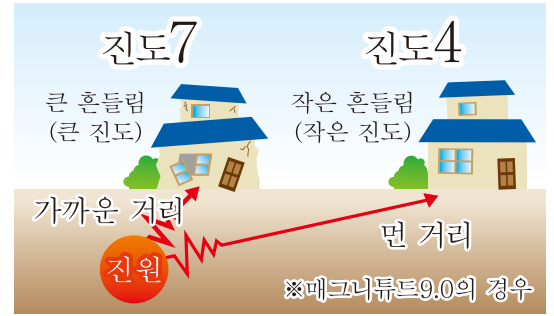 진도7
큰 흔들림
(큰 진도)
진도4
작은 흔들림
(작은 진도)
가까운 거리
먼 거리
진원
※매그니튜드9.0의 경우